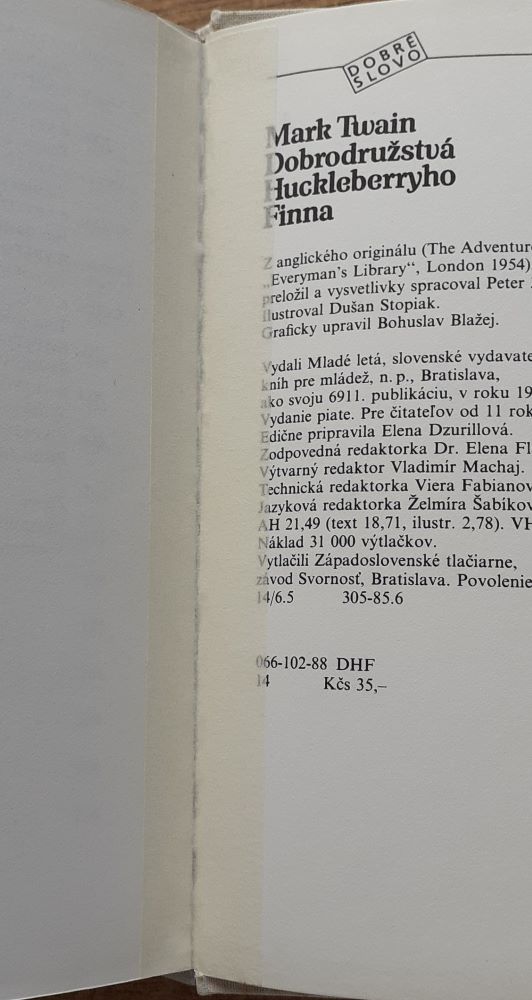 DOBRÉ
SLOVO
Mark Twain
Dobrodružstvá
Huckleberryho
Finna
Z anglického originálu (The Adventure
„Everyman's Library“, London 1954)
preložil a vysvetlivky spracoval Peter
Ilustroval Dušan Stopiak.
Graficky upravil Bohuslav Blažej.
Vydali Mladé letá, slovenské vydavate
kníh pre mládež, n. p., Bratislava,
ako svoju 6911. publikáciu, v roku 19
Vydanie piate. Pre čitateľov od 11 rok
Edične pripravila Elena Dzurillová.
Zodpovedná redaktorka Dr. Elena Fl
Výtvarný redaktor Vladimír Machaj.
Technická redaktorka Viera Fabianov
Jazyková redaktorka Želmíra Šabíkov
AH 21,49 (text 18,71, ilustr. 2,78). VH
Náklad 31 000 výtlačkov.
Vytlačili Západoslovenské tlačiarne,
závod Svornosť, Bratislava. Povolenie
14/6.5 305-85.6
066-102-88 DHF
14 Kčs 35,–